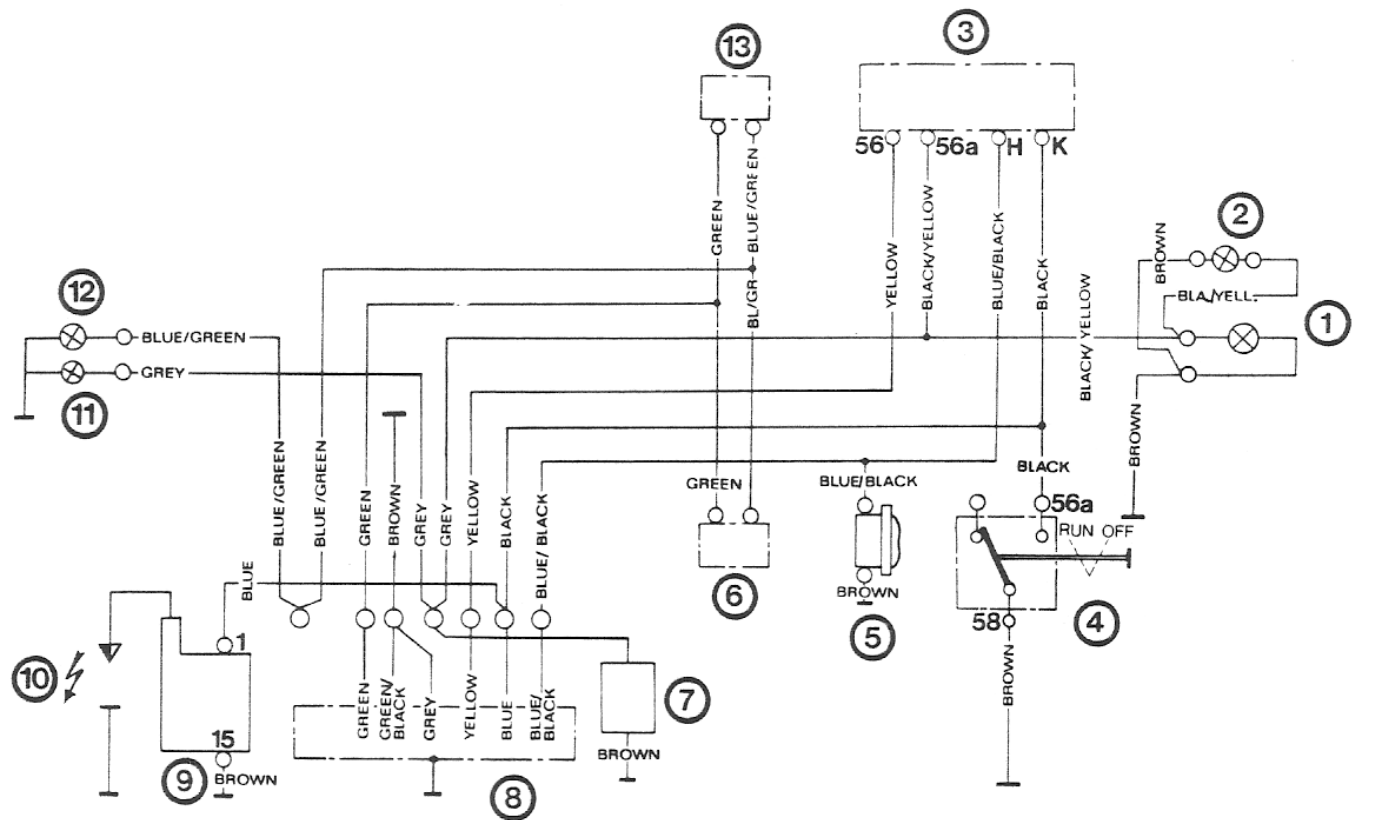 13
3
56
56a
H
K
GREEN
BLUE/GREEN
YELLOW
BLACK/YELLOW
BLUE/BLACK
BLACK
BLACK/YELLOW
BROWN
2
BLA/YELL.
1
12
BLUE/GREEN
GREY
11
BL/GR
BROWN
BLUE/GREEN
BLUE/GREEN
GREEN
BROWN
GREY
GREY
YELLOW
BLACK
BLUE/ BLACK
GREEN
BLUE/BLACK
BLACK
56a
RUN OFF
BLUE
6
BROWN
5
58
4
BROWN
10
1
15
9
BROWN
GREEN
GREEN/
BLACK
GREY
YELLOW
BLUE
BLUE/
BLACK
7
BROWN
8